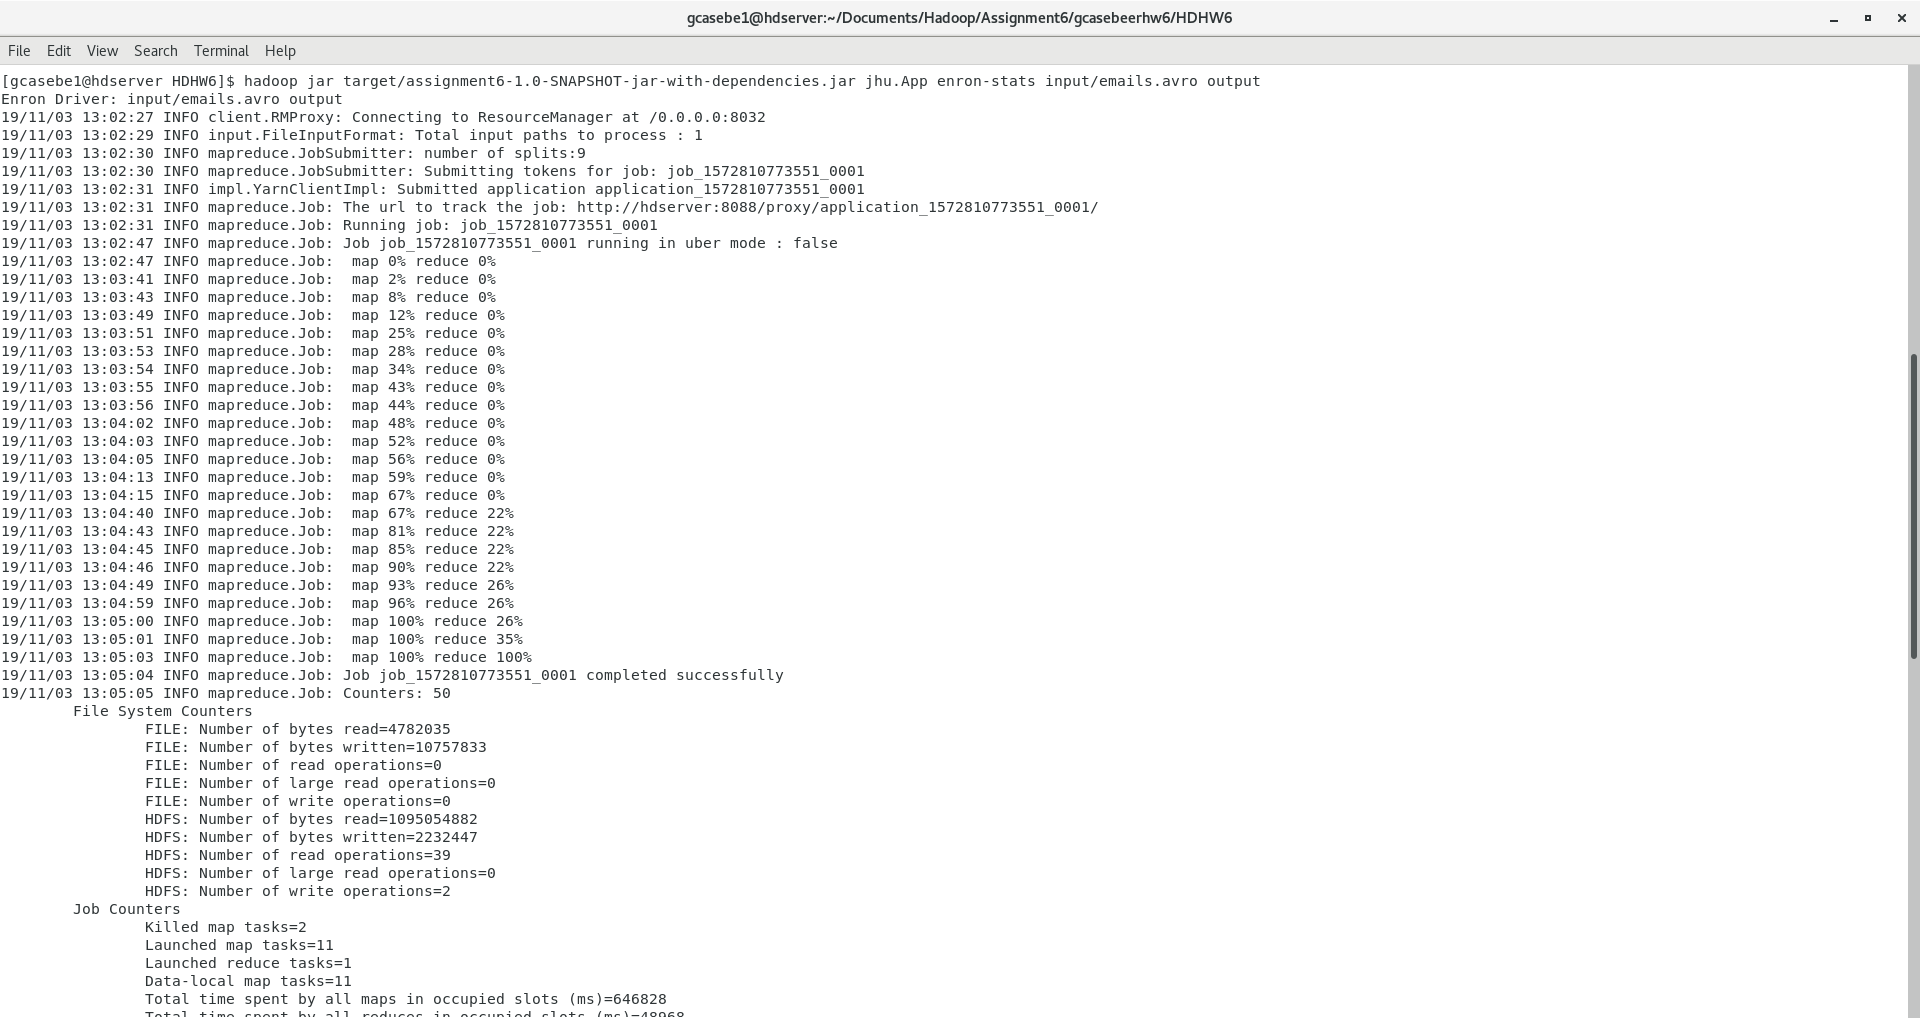 gcasebe1@hdserver:~/Documents/Hadoop/Assignment6/gcasebeerhw6/HDHW6
File Edit View Search Terminal Help
[gcasebe1@hdserver HDHW6]$ hadoop jar target/assignment6-1.0-SNAPSHOT-jar-with-dependencies.jar jhu.App enron-stats input/emails.avro output
Enron Driver: input/emails.avro output
19/11/03 13:02:27 INFO client.RMProxy: Connecting to ResourceManager at /0.0.0.0:8032
19/11/03 13:02:29 INFO input.FileInputFormat: Total input paths to process : 1
19/11/03 13:02:30 INFO mapreduce.JobSubmitter: number of splits:9
19/11/03 13:02:30 INFO mapreduce.JobSubmitter: Submitting tokens for job: job_1572810773551_0001
19/11/03 13:02:31 INFO impl.YarnClientImpl: Submitted application application_1572810773551_0001
19/11/03 13:02:31 INFO mapreduce.Job: The url to track the job: http://hdserver:8088/proxy/application_1572810773551_0001/
19/11/03 13:02:31 INFO mapreduce.Job: Running job: job_1572810773551_0001
19/11/03 13:02:47 INFO mapreduce.Job: Job job_1572810773551_0001 running in uber mode : false
19/11/03 13:02:47 INFO mapreduce.Job:  map 0% reduce 0%
19/11/03 13:03:41 INFO mapreduce.Job:  map 2% reduce 0%
19/11/03 13:03:43 INFO mapreduce.Job:  map 8% reduce 0%
19/11/03 13:03:49 INFO mapreduce.Job:  map 12% reduce 0%
19/11/03 13:03:51 INFO mapreduce.Job:  map 25% reduce 0%
19/11/03 13:03:53 INFO mapreduce.Job:  map 28% reduce 0%
19/11/03 13:03:54 INFO mapreduce.Job:  map 34% reduce 0%
19/11/03 13:03:55 INFO mapreduce.Job:  map 43% reduce 0%
19/11/03 13:03:56 INFO mapreduce.Job:  map 44% reduce 0%
19/11/03 13:04:02 INFO mapreduce.Job:  map 48% reduce 0%
19/11/03 13:04:03 INFO mapreduce.Job:  map 52% reduce 0%
19/11/03 13:04:05 INFO mapreduce.Job:  map 56% reduce 0%
19/11/03 13:04:13 INFO mapreduce.Job:  map 59% reduce 0%
19/11/03 13:04:15 INFO mapreduce.Job:  map 67% reduce 0%
19/11/03 13:04:40 INFO mapreduce.Job:  map 67% reduce 22%
19/11/03 13:04:43 INFO mapreduce.Job:  map 81% reduce 22%
19/11/03 13:04:45 INFO mapreduce.Job:  map 85% reduce 22%
19/11/03 13:04:46 INFO mapreduce.Job:  map 90% reduce 22%
19/11/03 13:04:49 INFO mapreduce.Job:  map 93% reduce 26%
19/11/03 13:04:59 INFO mapreduce.Job:  map 96% reduce 26%
19/11/03 13:05:00 INFO mapreduce.Job:  map 100% reduce 26%
19/11/03 13:05:01 INFO mapreduce.Job:  map 100% reduce 35%
19/11/03 13:05:03 INFO mapreduce.Job:  map 100% reduce 100%
19/11/03 13:05:04 INFO mapreduce.Job: Job job_1572810773551_0001 completed successfully
19/11/03 13:05:05 INFO mapreduce.Job: Counters: 50
File System Counters
FILE: Number of bytes read=4782035
FILE: Number of bytes written=10757833
FILE: Number of read operations=0
FILE: Number of large read operations=0
FILE: Number of write operations=0
HDFS: Number of bytes read=1095054882
HDFS: Number of bytes written=2232447
HDFS: Number of read operations=39
HDFS: Number of large read operations=0
HDFS: Number of write operations=2
Job Counters
Killed map tasks=2
Launched map tasks=11
Launched reduce tasks=1
Data-local map tasks=11
Total time spent by all maps in occupied slots (ms)=646828
Total time spent by all reduces in occupied slots (ms)=48968